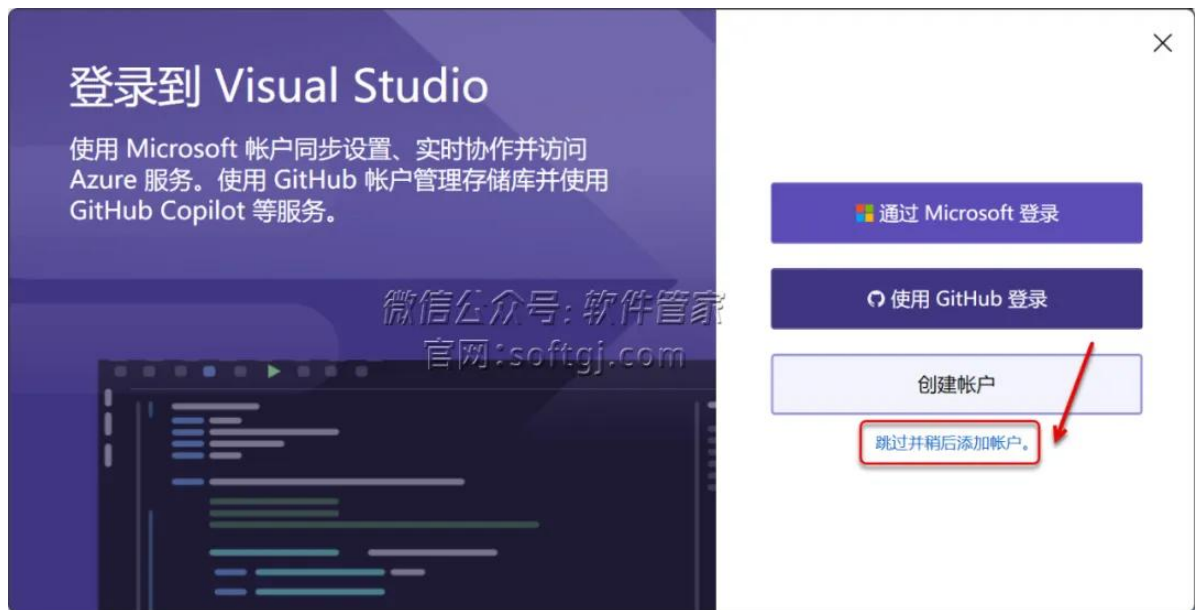 登录到 Visual Studio
使用 Microsoft 帐户同步设置、实时协作并访问
Azure 服务。使用 GitHub 帐户管理存储库并使用
GitHub Copilot 等服务。
微信公众号:软件管家
官网:softgj.com
通过 Microsoft 登录
使用 GitHub 登录
创建帐户
跳过并稍后添加帐户。